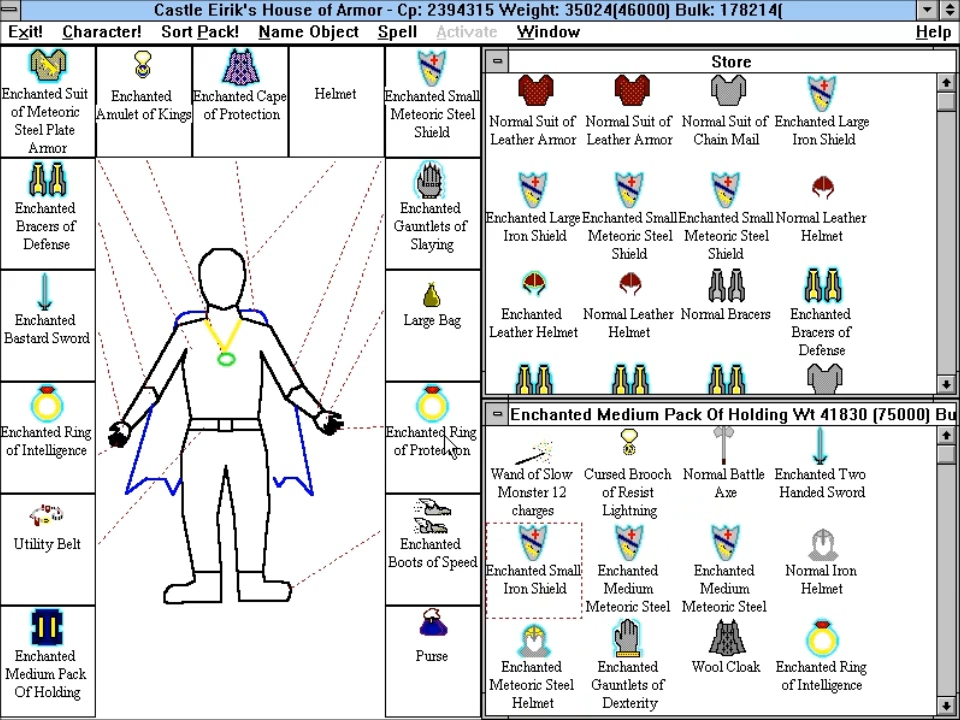 Castle Eirik's House of Armor - Cp: 2394315 Weight: 35024(46000) Bulk: 178214(
Exit! Character! Sort Pack! Name Object Spell Activate Window Help
Enchanted Suit
of Meteoric
Steel Plate
Armor
Enchanted
Amulet of Kings
Enchanted Cape
of Protection
Helmet
Enchanted Small
Meteoric Steel
Shield
Enchanted
Bracers of
Defense
Enchanted
Gauntlets of
Slaying
Enchanted
Bastard Sword
Large Bag
Enchanted Ring
of Intelligence
Enchanted Ring
of Protection
Utility Belt
Enchanted
Boots of Speed
Enchanted
Medium Pack
Of Holding
Purse
Store
Normal Suit of
Leather Armor
Normal Suit of
Leather Armor
Normal Suit of
Chain Mail
Enchanted Large
Iron Shield
Enchanted Large
Iron Shield
Enchanted Small
Meteoric Steel
Shield
Enchanted Small
Meteoric Steel
Shield
Normal Leather
Helmet
Enchanted
Leather Helmet
Normal Leather
Helmet
Normal Bracers
Enchanted
Bracers of
Defense
Enchanted Medium Pack Of Holding Wt 41830 (75000) Bu
Wand of Slow
Monster 12
charges
Cursed Brooch
of Resist
Lightning
Normal Battle
Axe
Enchanted Two
Handed Sword
Enchanted Small
Iron Shield
Enchanted
Medium
Meteoric Steel
Enchanted
Medium
Meteoric Steel
Normal Iron
Helmet
Enchanted
Meteoric Steel
Helmet
Enchanted
Gauntlets of
Dexterity
Wool Cloak
Enchanted Ring
of Intelligence